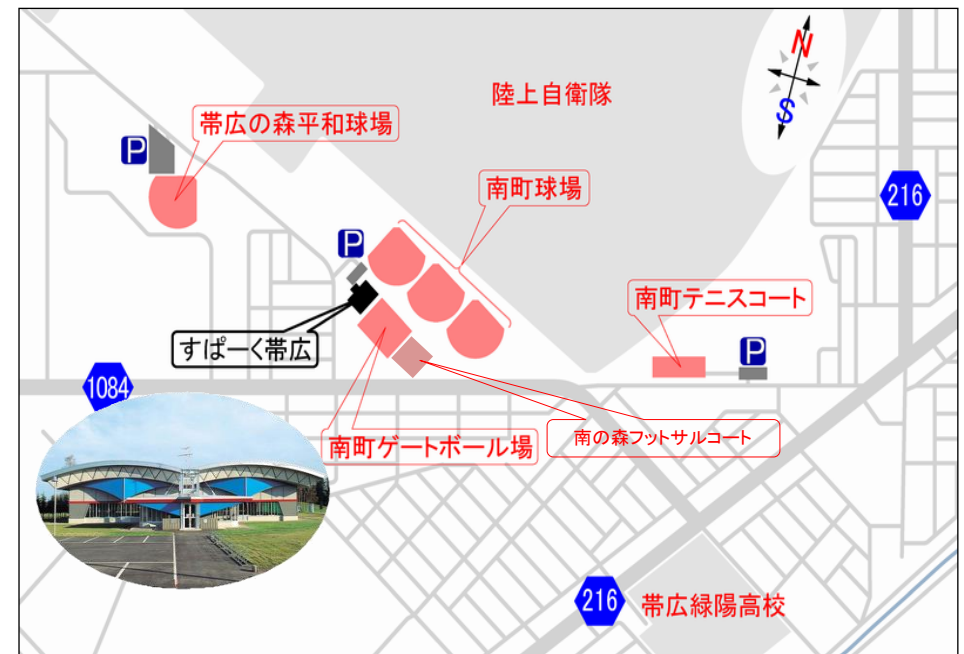 N
S
陸上自衛隊
帯広の森平和球場
P
南町球場
216
P
南町テニスコート
すぱーく帯広
P
1084
南町ゲートボール場
南の森フットサルコート
216
帯広緑陽高校